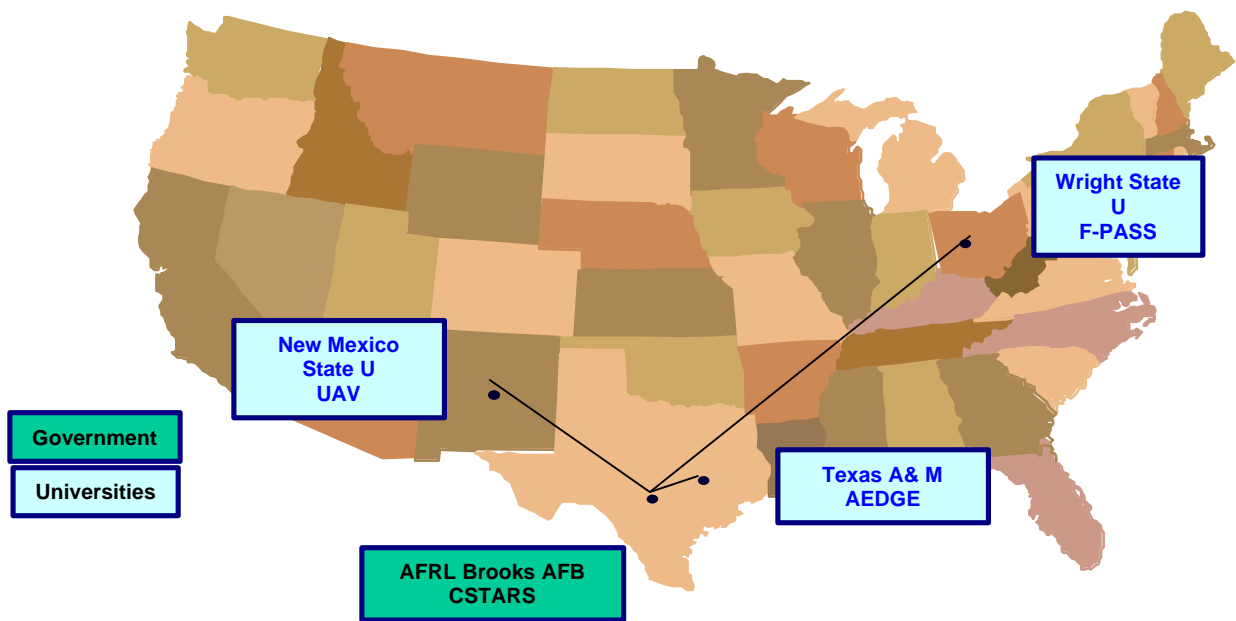 Wright State
U
F-PASS
New Mexico
State U
UAV
Government
Universities
Texas A& M
AEDGE
AFRL Brooks AFB
CSTARS